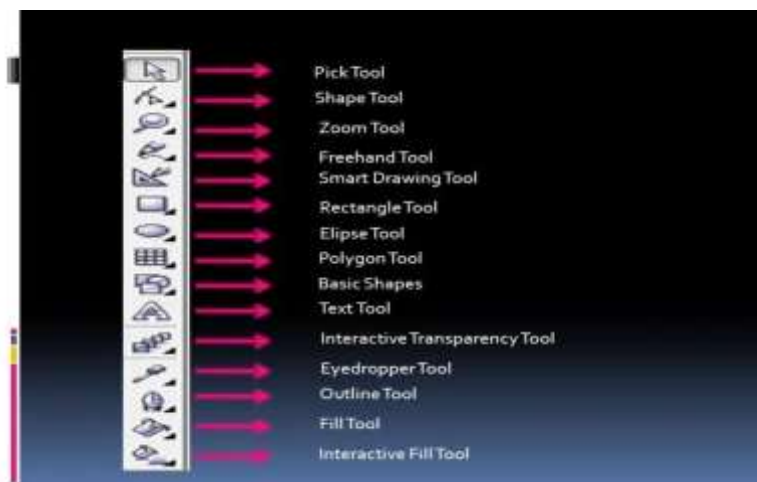 Pick Tool
Shape Tool
Zoom Tool
Freehand Tool
Smart Drawing Tool
Rectangle Tool
Elipse Tool
Polygon Tool
Basic Shapes
Text Tool
Interactive Transparency Tool
Eyedropper Tool
Outline Tool
Fill Tool
Interactive Fill Tool